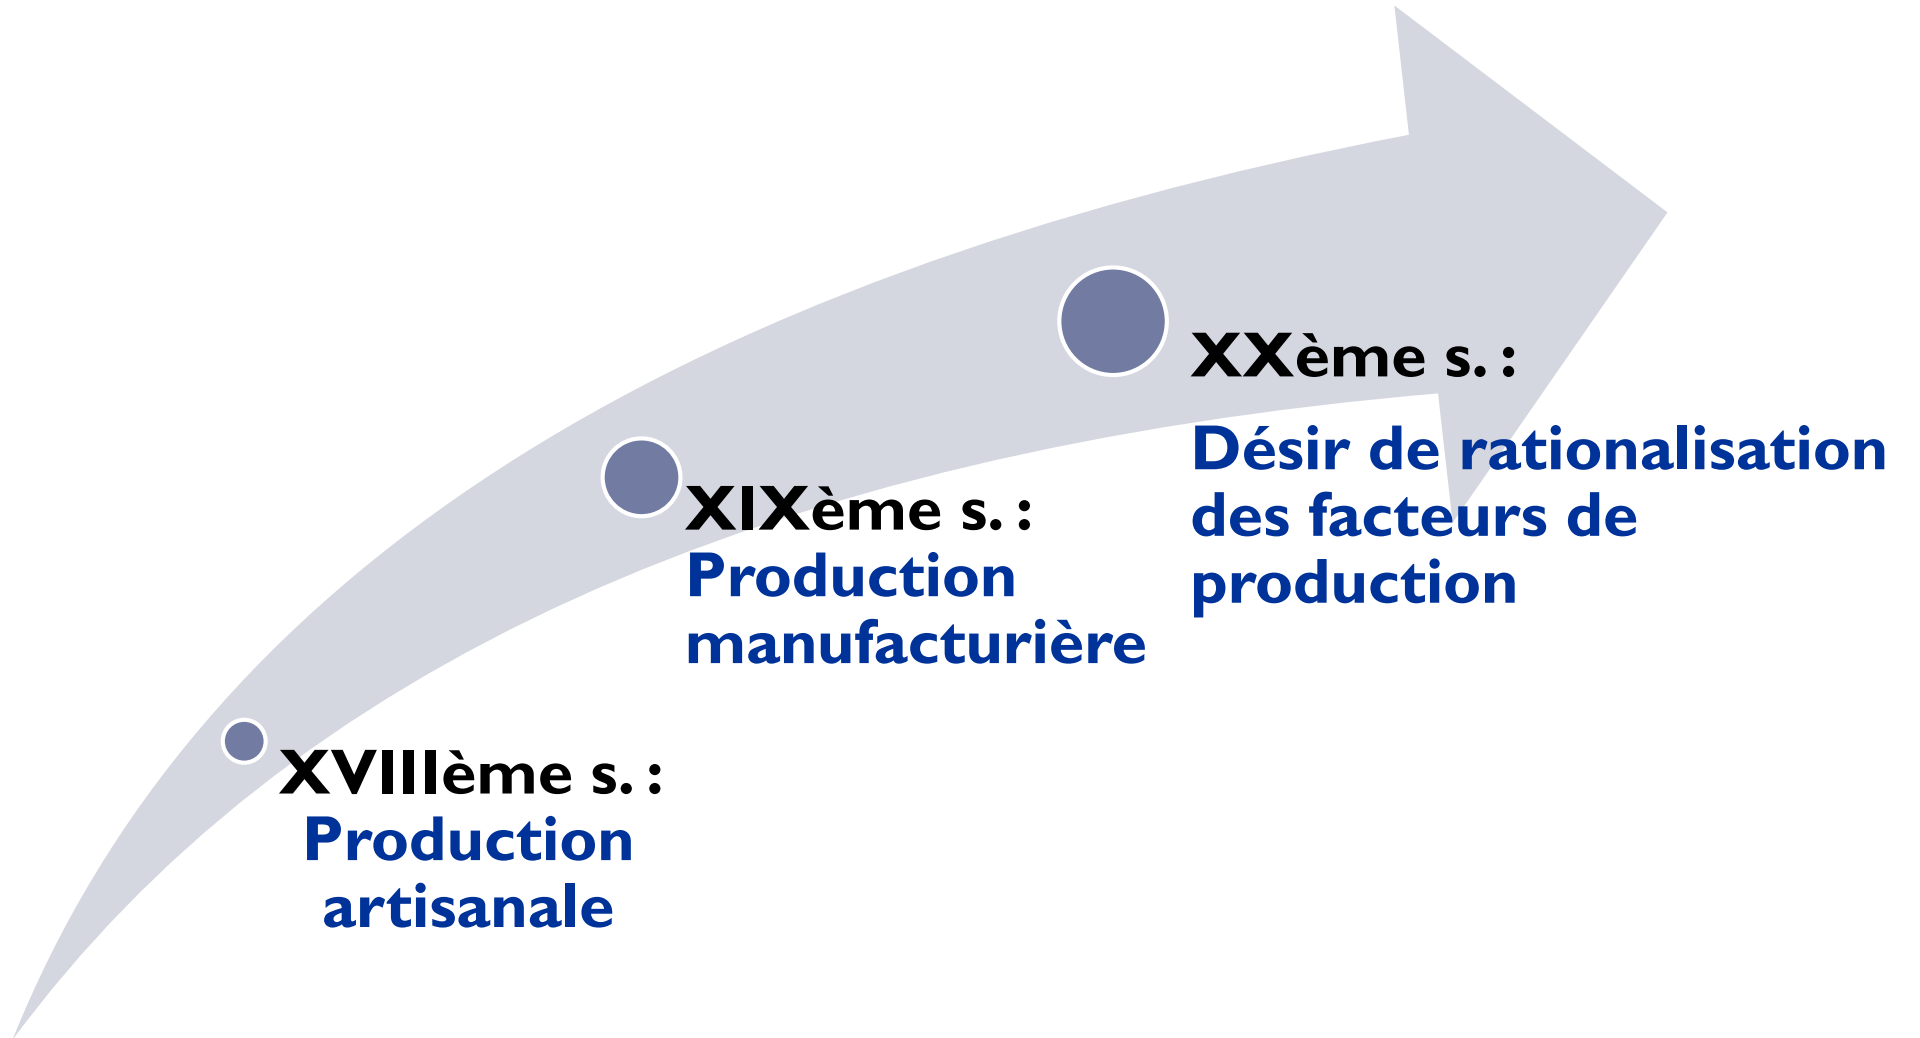 XXème s. :
Désir de rationalisation
des facteurs de
production
XIXème s. :
Production
manufacturière
XVIIIème s. :
Production
artisanale